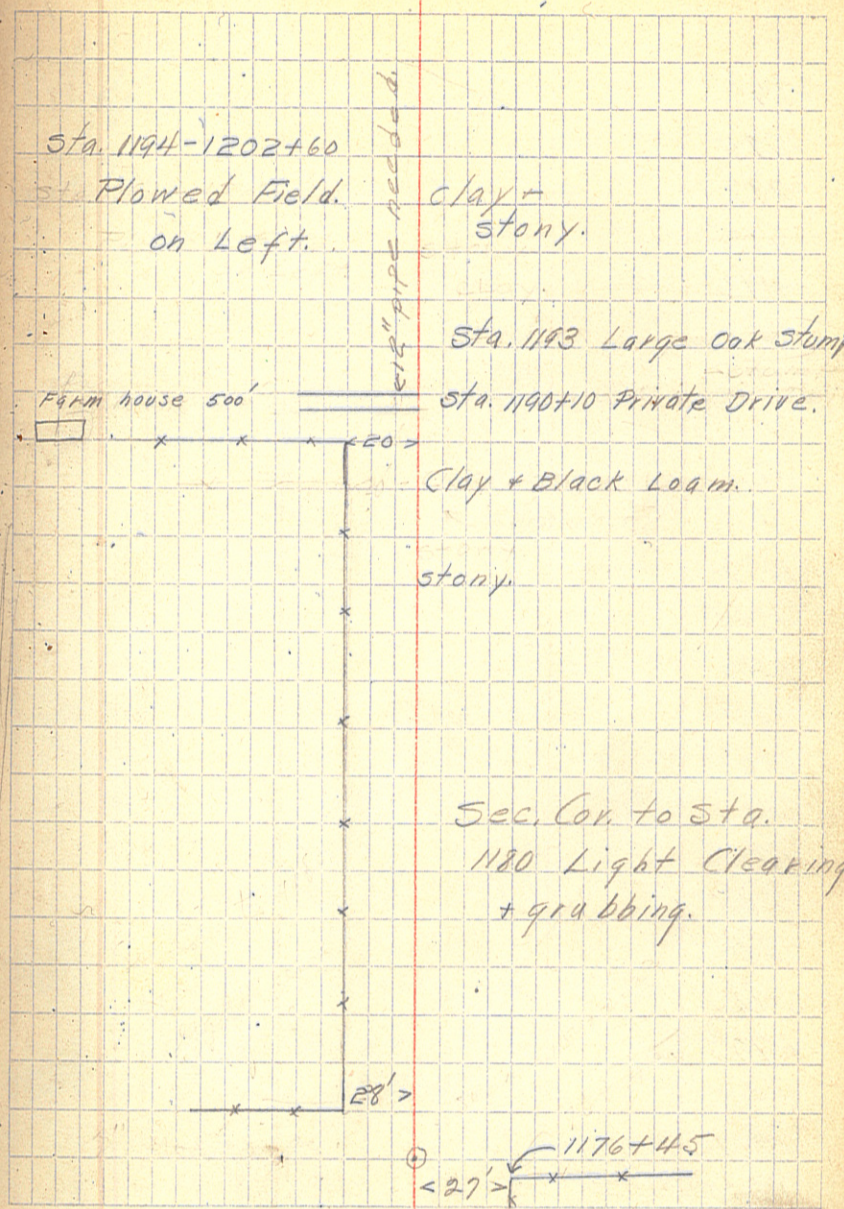 Sta. 1194-1202+60
Plowed Field.
on Left.
12" pipe needed.
Clay-
stony.
Sta. 1193 Large Oak Stump
Farm house 500'
Sta. 1190+10 Private Drive.
20>
Clay + Black Loam.
stony.
Sec. Cor. to Sta.
1180 Light Clearing
+ grubbing.
28'>
1176+45
<27'>